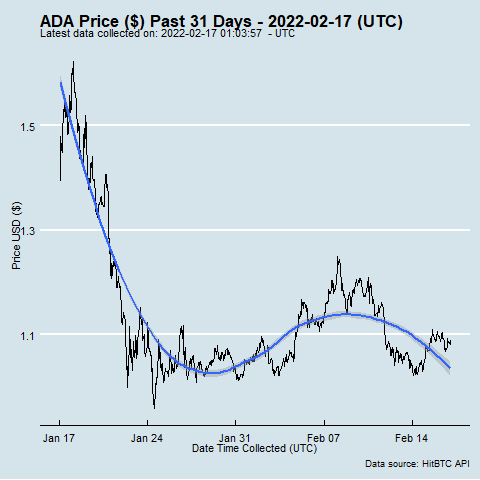 ADA Price ($) Past 31 Days - 2022-02-17 (UTC)
Latest data collected on: 2022-02-17 01:03:57 - UTC
1.5
1.3
1.1
Price USD ($)
Jan 17 Jan 24 Jan 31 Feb 07 Feb 14
Date Time Collected (UTC)
Data source: HitBTC API